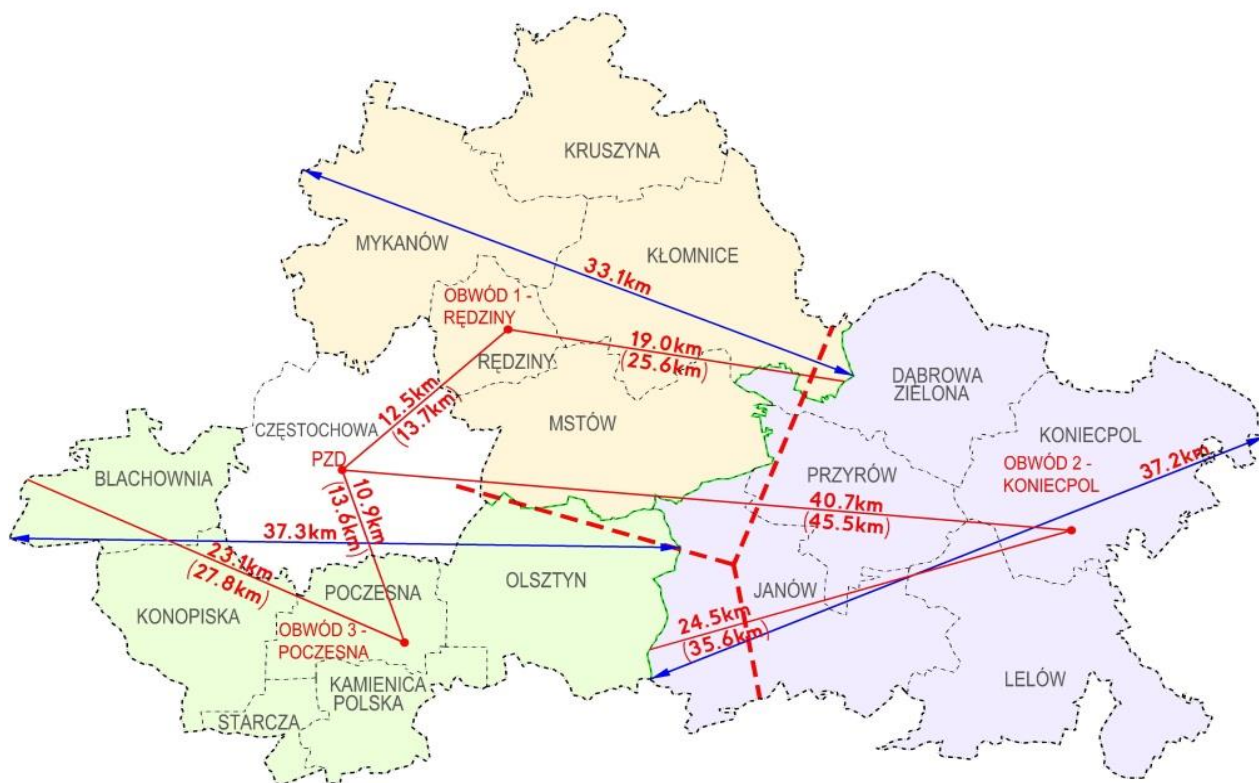 KRUSZYNA
MYKANÓW
KŁOMNICE
33.1km
OBWÓD 1 -
RĘDZINY
RĘDZINY
19.0km
(25.6km)
DĄBROWA
ZIELONA
12.5km
(13.7km)
MSTÓW
CZĘSTOCHOWA
PZD
KONIECPOL
OBWÓD 2 -
KONIECPOL
37.2km
BLACHOWNIA
PRZYRÓW
40.7km
(45.5km)
10.9km
(13.6km)
37.3km
23.1km
(27.8km)
OLSZTYN
POCZESNA
JANÓW
KONOPISKA
24.5km
(35.6km)
OBWÓD 3 -
POCZESNA
KAMIENICA
POLSKA
LELÓW
STARCZA